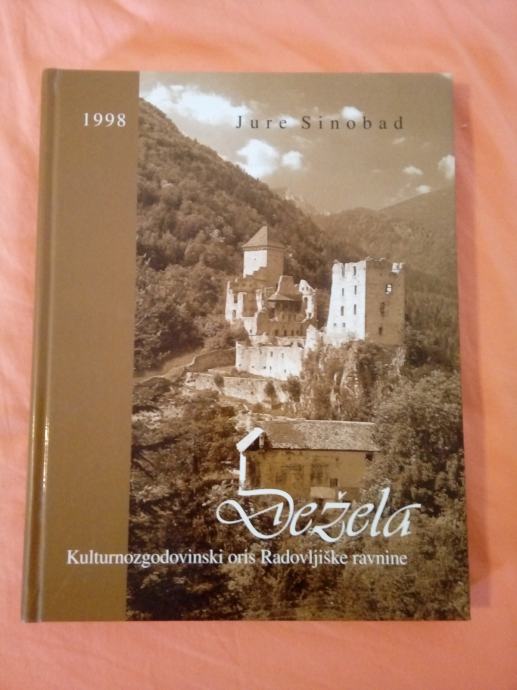 1998
Jure Sinobad
Dežela
Kulturnozgodovinski oris Radovljiške ravnine